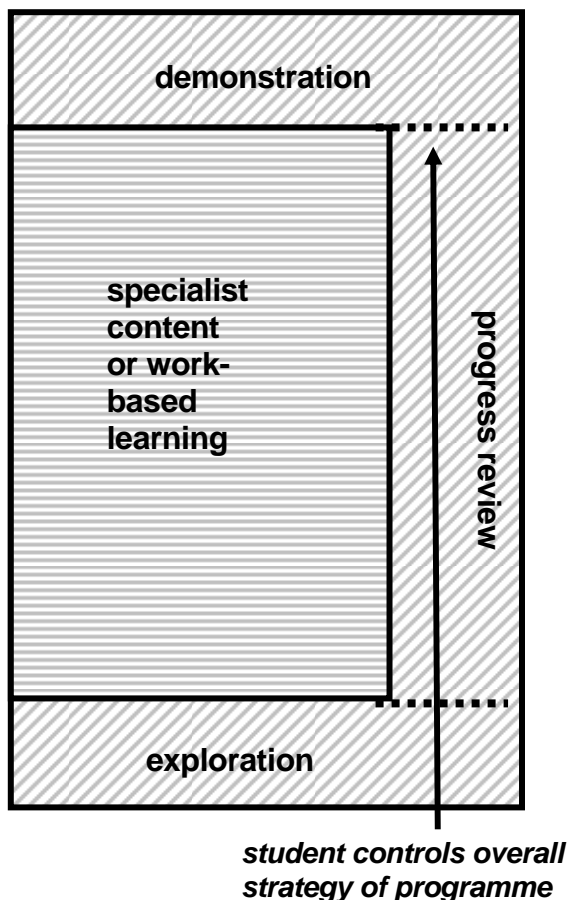 demonstration
specialist
content
or work-
based
learning
progress review
exploration
student controls overall
strategy of programme